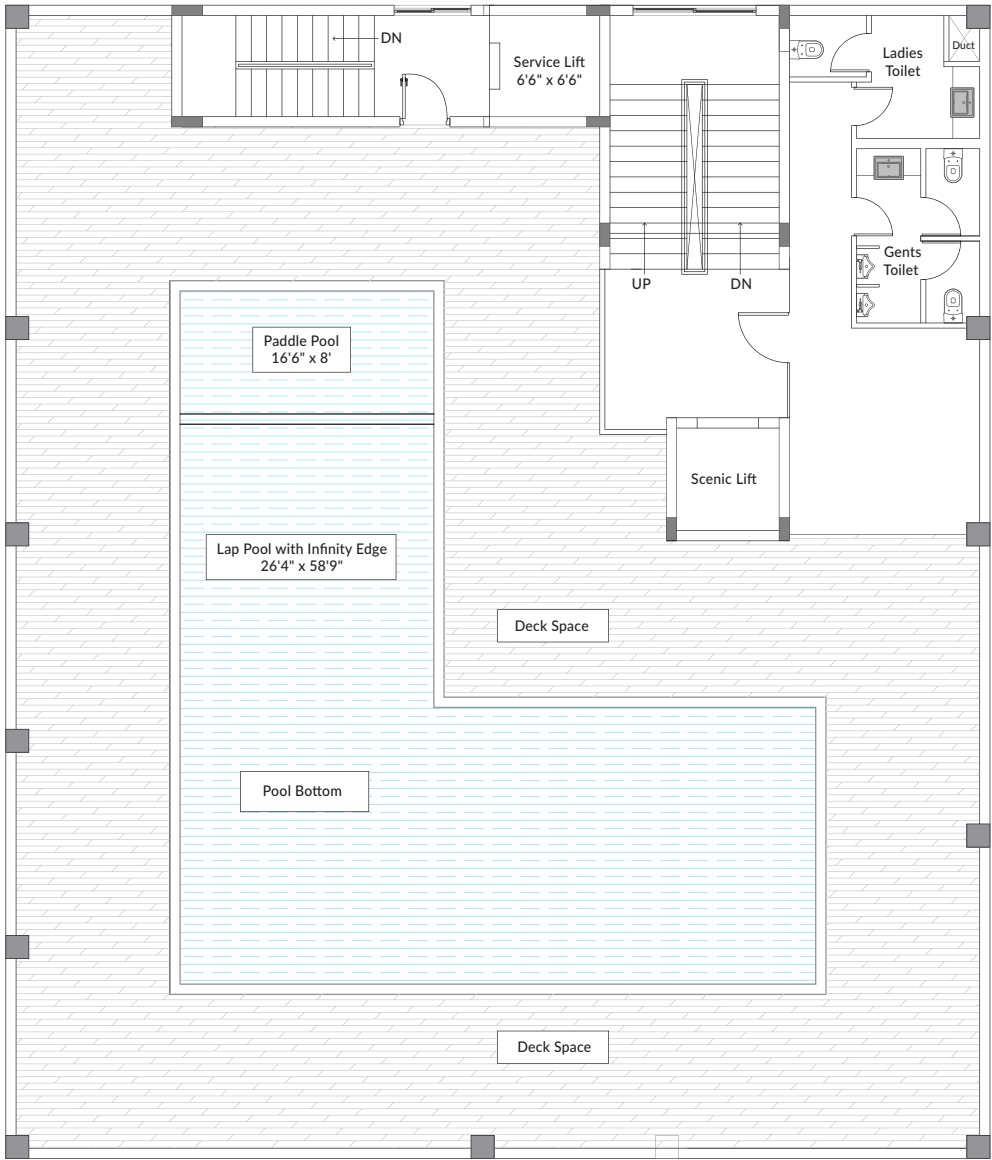 DN
Service Lift
6'6" x 6'6"
Ladies
Toilet
Duct
Gents
Toilet
UP
DN
Paddle Pool
16'6" x 8'
Scenic Lift
Lap Pool with Infinity Edge
26'4" x 58'9"
Deck Space
Pool Bottom
Deck Space